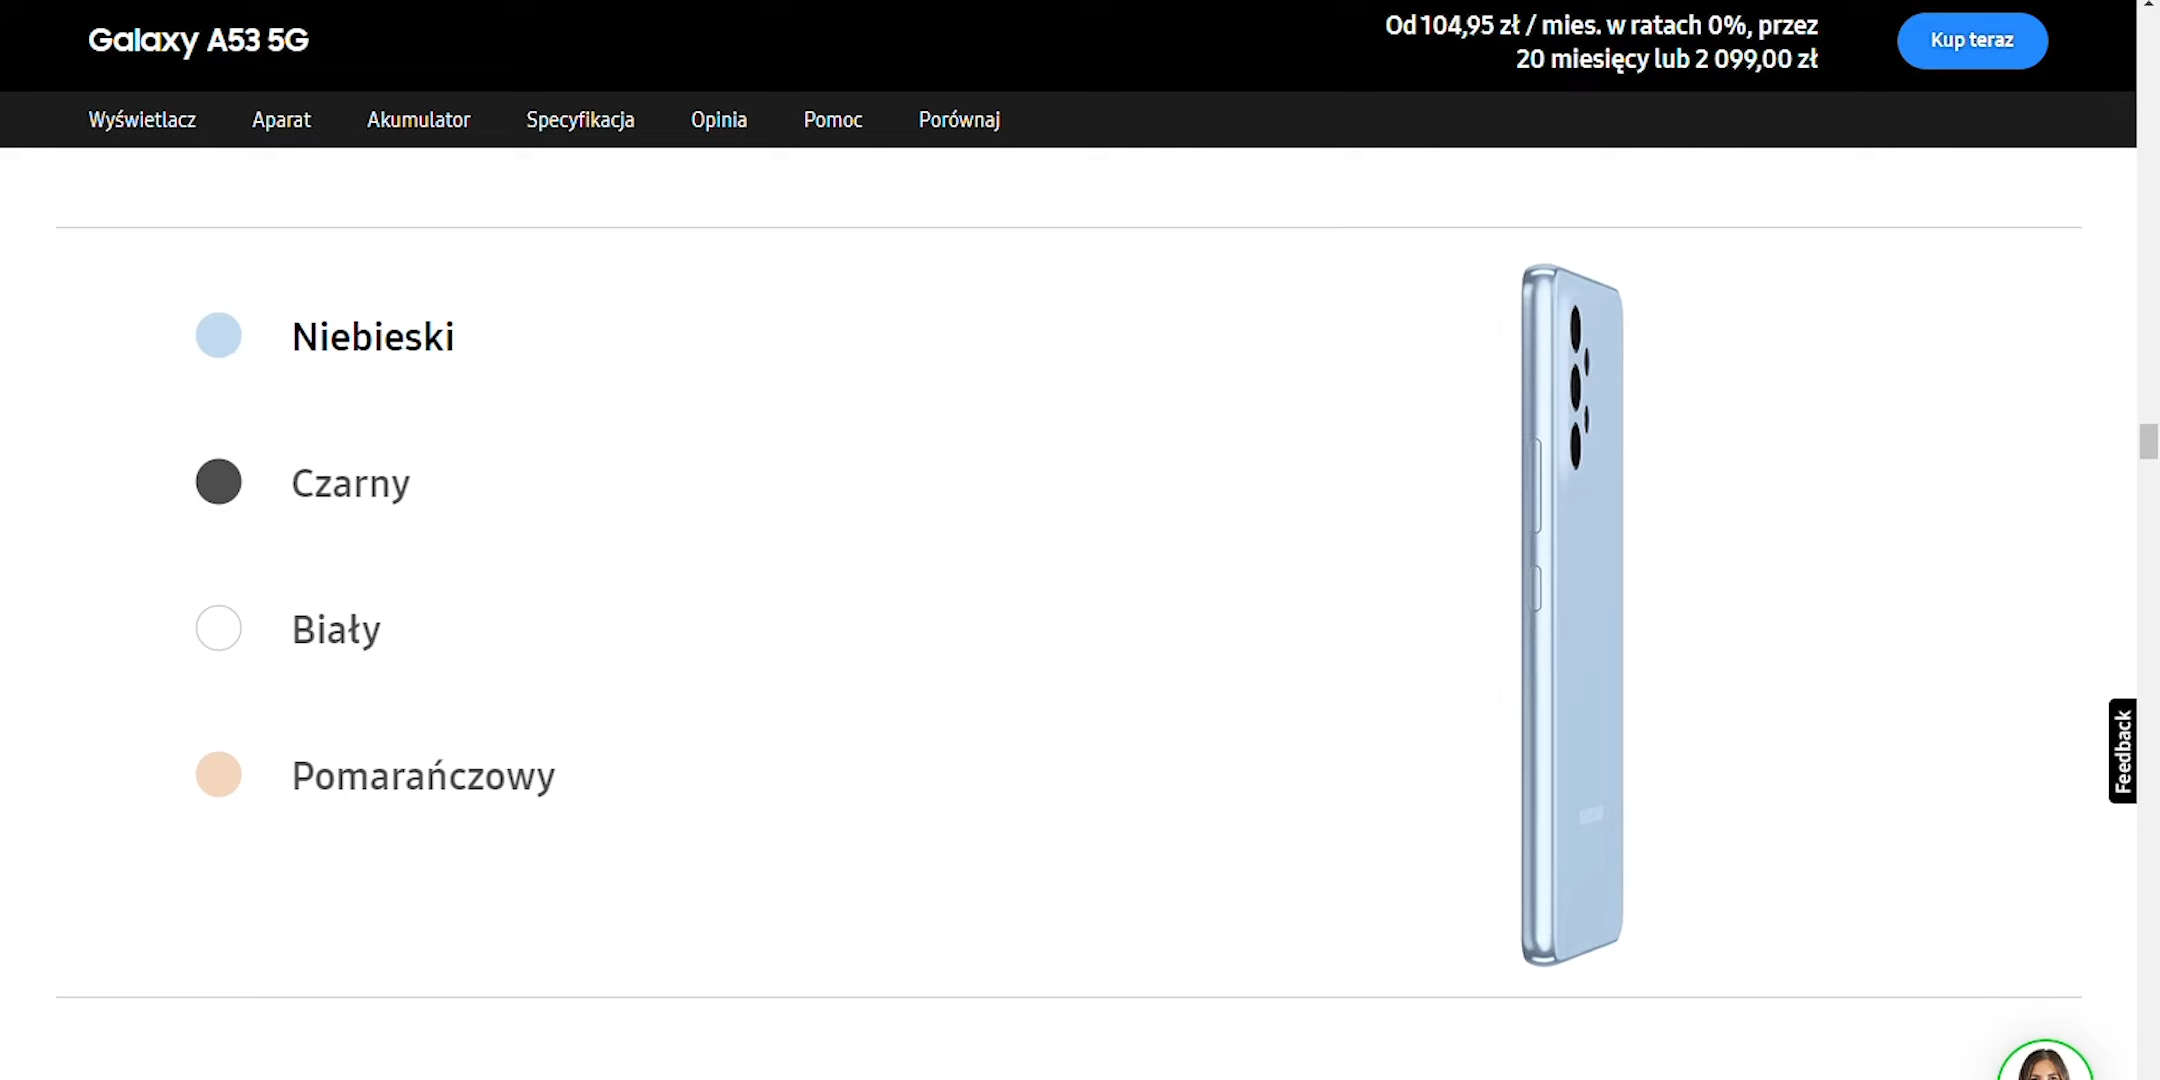 Galaxy A53 5G
Od 104,95 zł / mies. w ratach 0%, przez
20 miesięcy lub 2 099,00 zł
Kup teraz
Wyświetlacz
Aparat
Akumulator
Specyfikacja
Opinia
Pomoc
Porównaj
Niebieski
Czarny
Biały
Pomarańczowy
Feedback